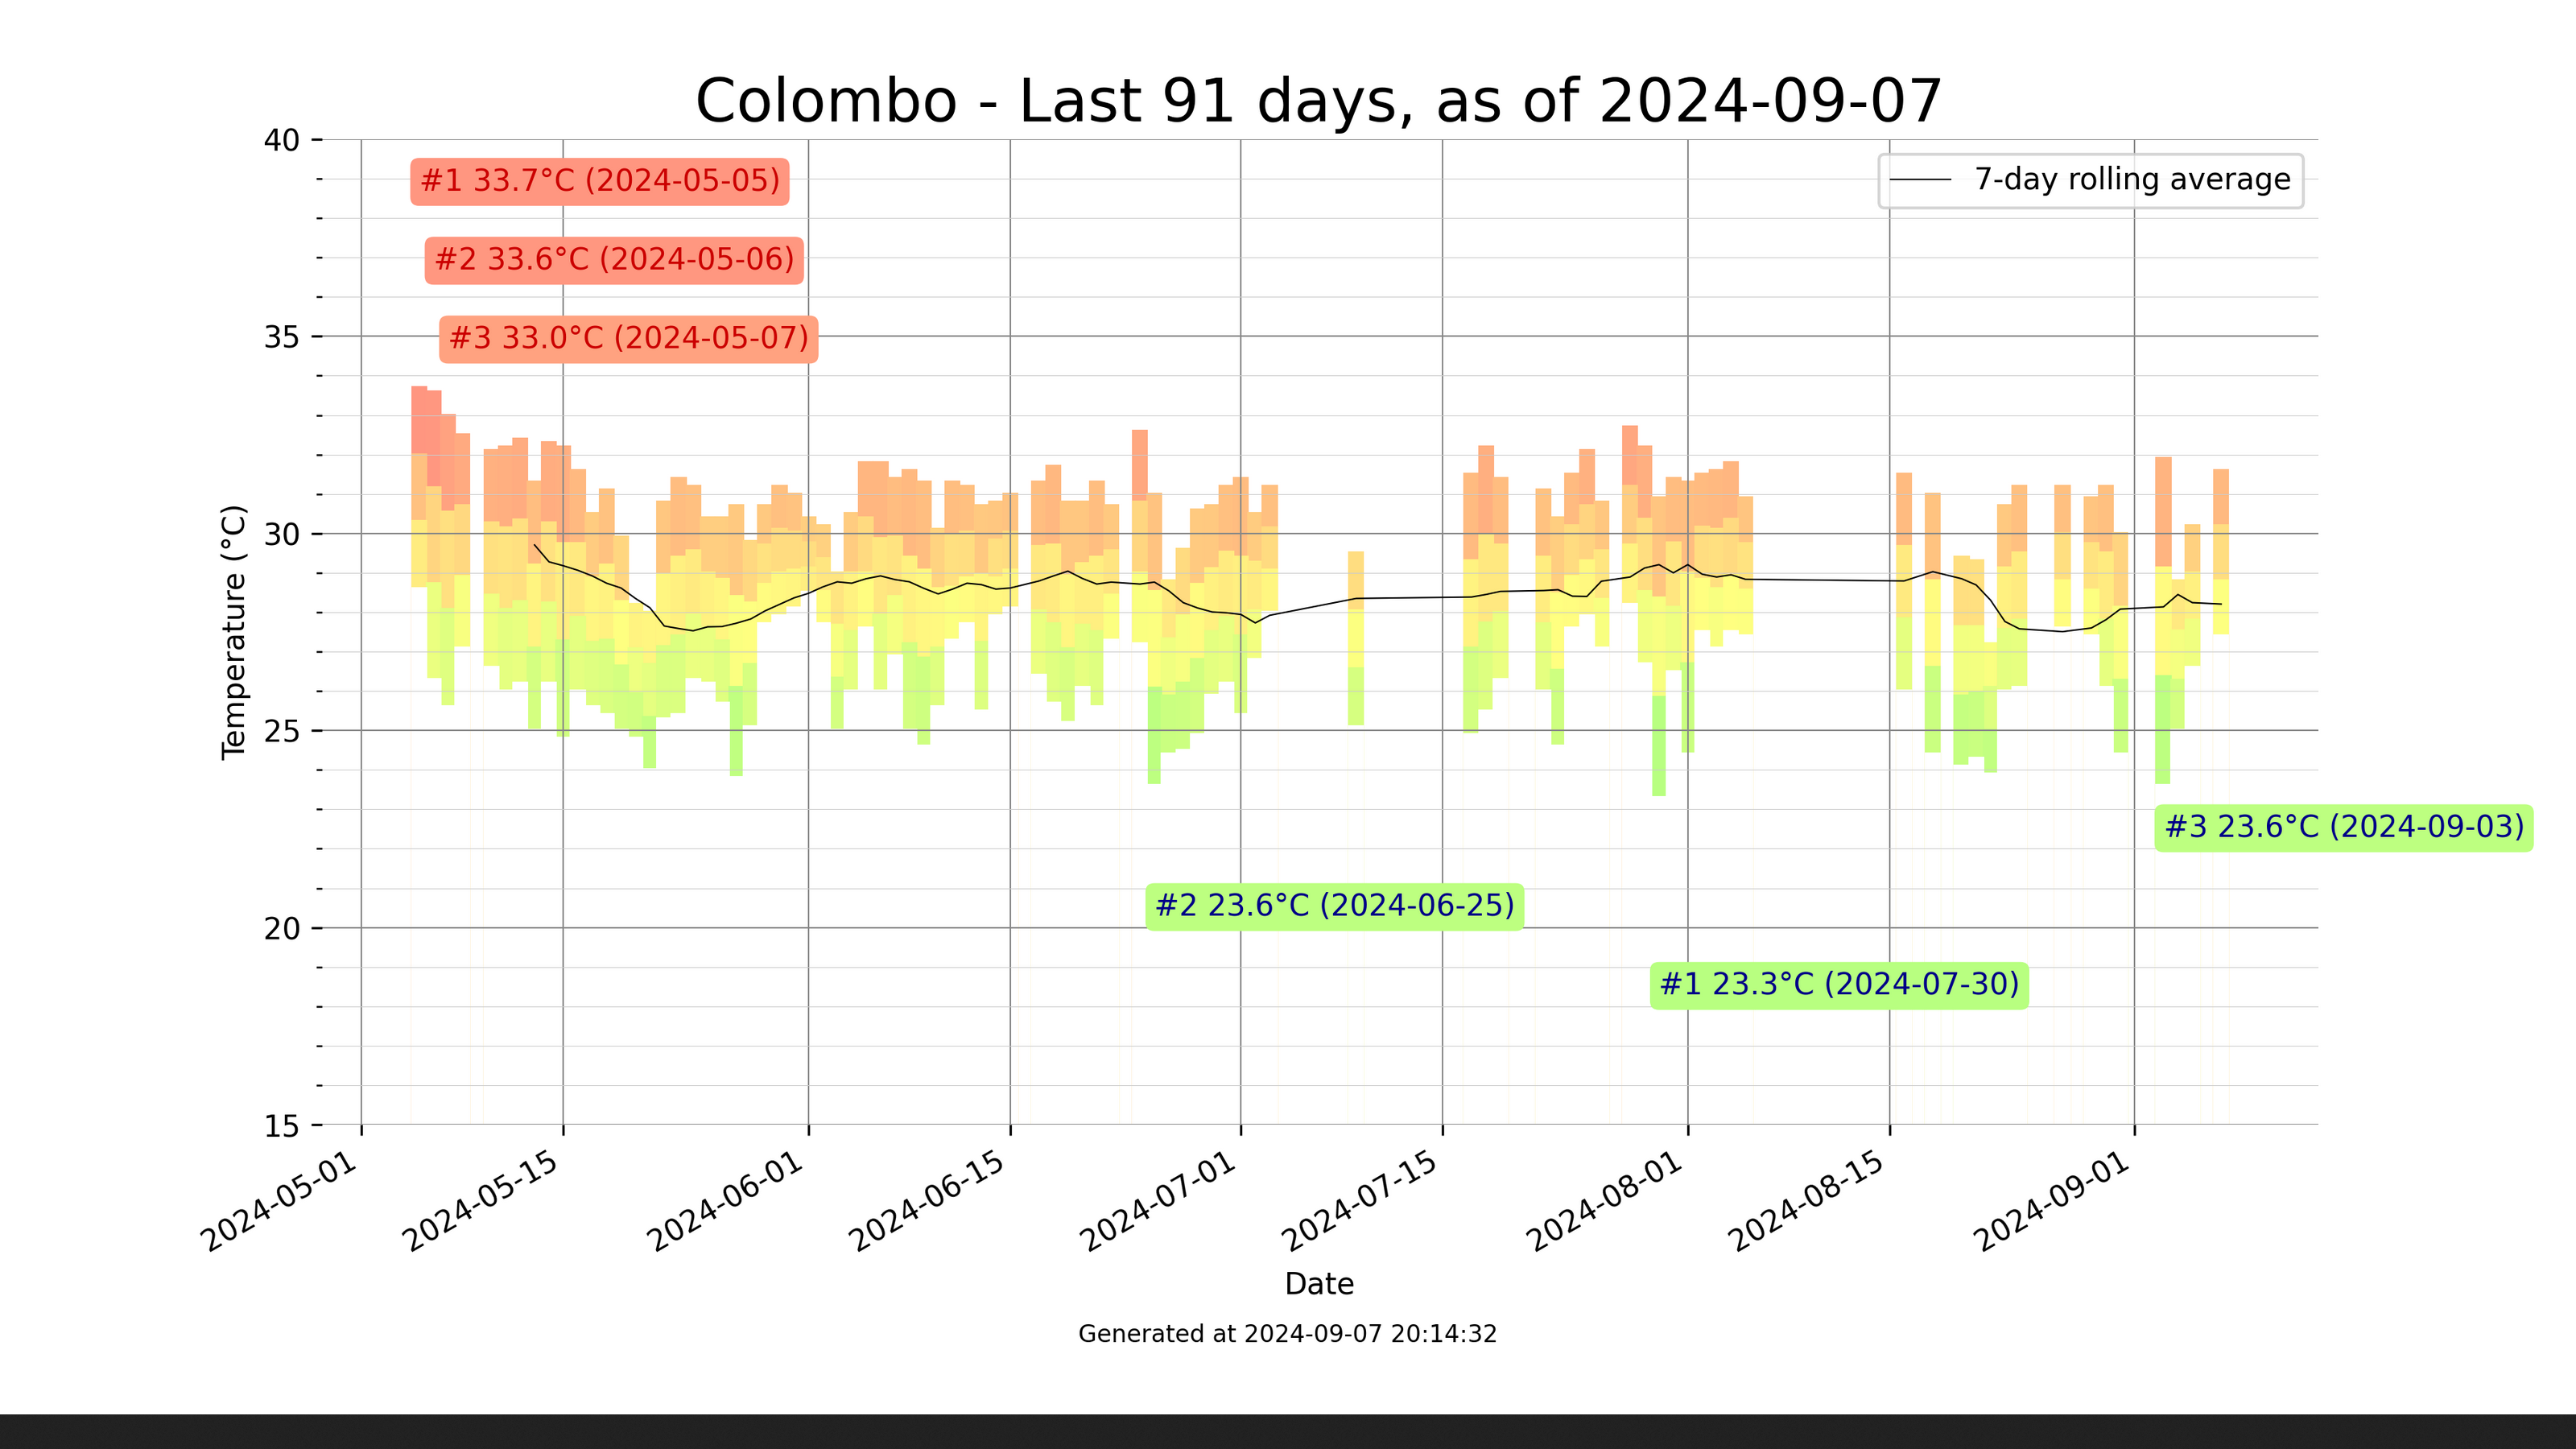 Colombo - Last 91 days, as of 2024-09-07
40
#1 33.7°C (2024-05-05)
7-day rolling average
#2 33.6°C (2024-05-06)
35
#3 33.0°C (2024-05-07)
30
Temperature (°C)
25
#3 23.6°C (2024-09-03)
#2 23.6°C (2024-06-25)
20
#1 23.3°C (2024-07-30)
15
2024-05-01
2024-05-15
2024-06-01
2024-06-15
2024-07-01
2024-07-15
2024-08-01
2024-08-15
2024-09-01
Date
Generated at 2024-09-07 20:14:32